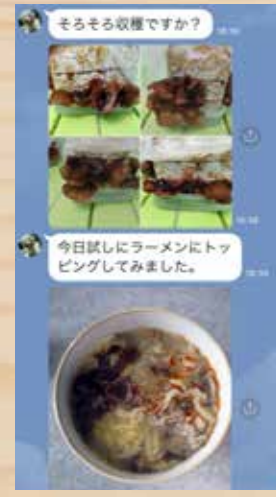 そろそろ収穫ですか？
今日試しにラーメンにトッ
ピングしてみました。